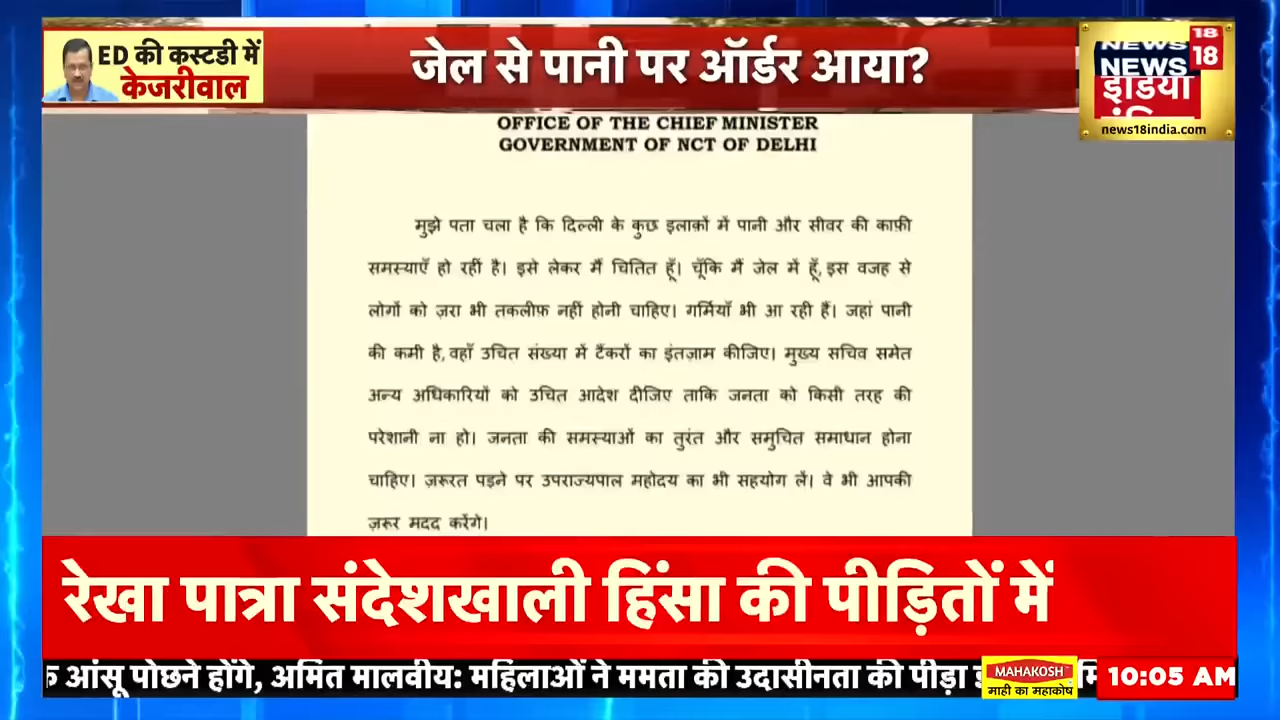 ED की कस्टडी में
केजरीवाल
जेल से पानी पर ऑर्डर आया?
NEWS
18
NEWS
18
इंडिया
news18india.com
OFFICE OF THE CHIEF MINISTER
GOVERNMENT OF NCT OF DELHI
मुझे पता चला है कि दिल्ली के कुछ इलाक़ों में पानी और सीवर की काफ़ी
समस्याएँ हो रहीं है। इसे लेकर मैं चिंतित हूँ। चूँकि मैं जेल में हूँ, इस वजह से
लोगों को ज़रा भी तकलीफ़ नहीं होनी चाहिए। गर्मियाँ भी आ रही हैं। जहां पानी
की कमी है, वहाँ उचित संख्या में टैंकरों का इंतज़ाम कीजिए। मुख्य सचिव समेत
अन्य अधिकारियों को उचित आदेश दीजिए ताकि जनता को किसी तरह की
परेशानी ना हो। जनता की समस्याओं का तुरंत और समुचित समाधान होना
चाहिए। ज़रूरत पड़ने पर उपराज्यपाल महोदय का भी सहयोग लें। वे भी आपकी
ज़रूर मदद करेंगे।
रेखा पात्रा संदेशखाली हिंसा की पीड़ितों में
आंसू पोछने होंगे, अमित मालवीय: महिलाओं ने ममता की उदासीनता की पीड़ा
MAHAKOSH
माही का महाकोष
10:05 AM